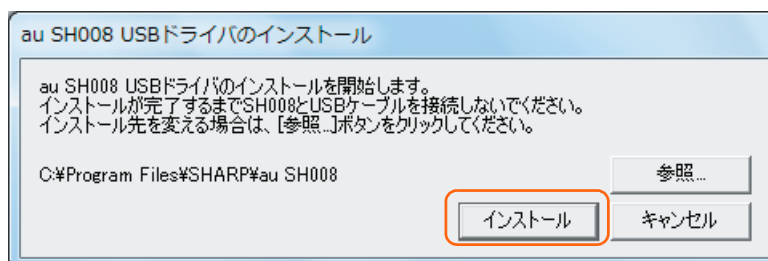 au SH008 USBドライバのインストール
au SH008 USBドライバのインストールを開始します。
インストールが完了するまでSH008とUSBケーブルを接続しないでください。
インストール先を変える場合は、[参照...]ボタンをクリックしてください。
C:¥Program Files¥SHARP¥au SH008
参照...
インストール
キャンセル